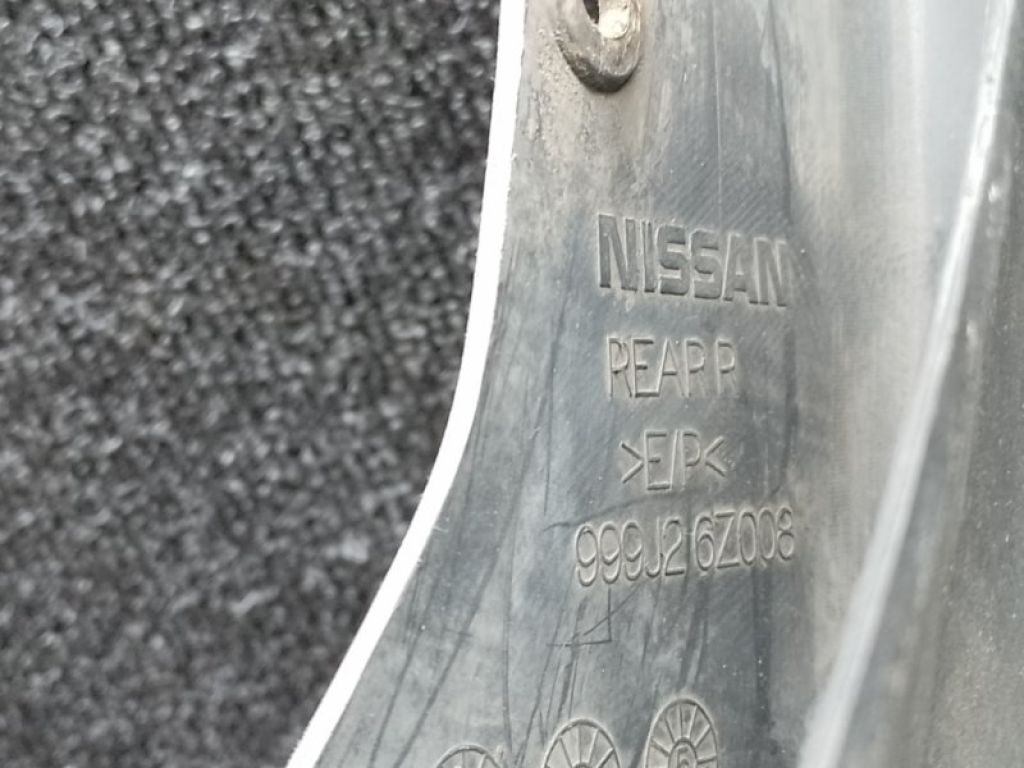 NISSAN
REAR R
>E/P<
999J2 6Z008